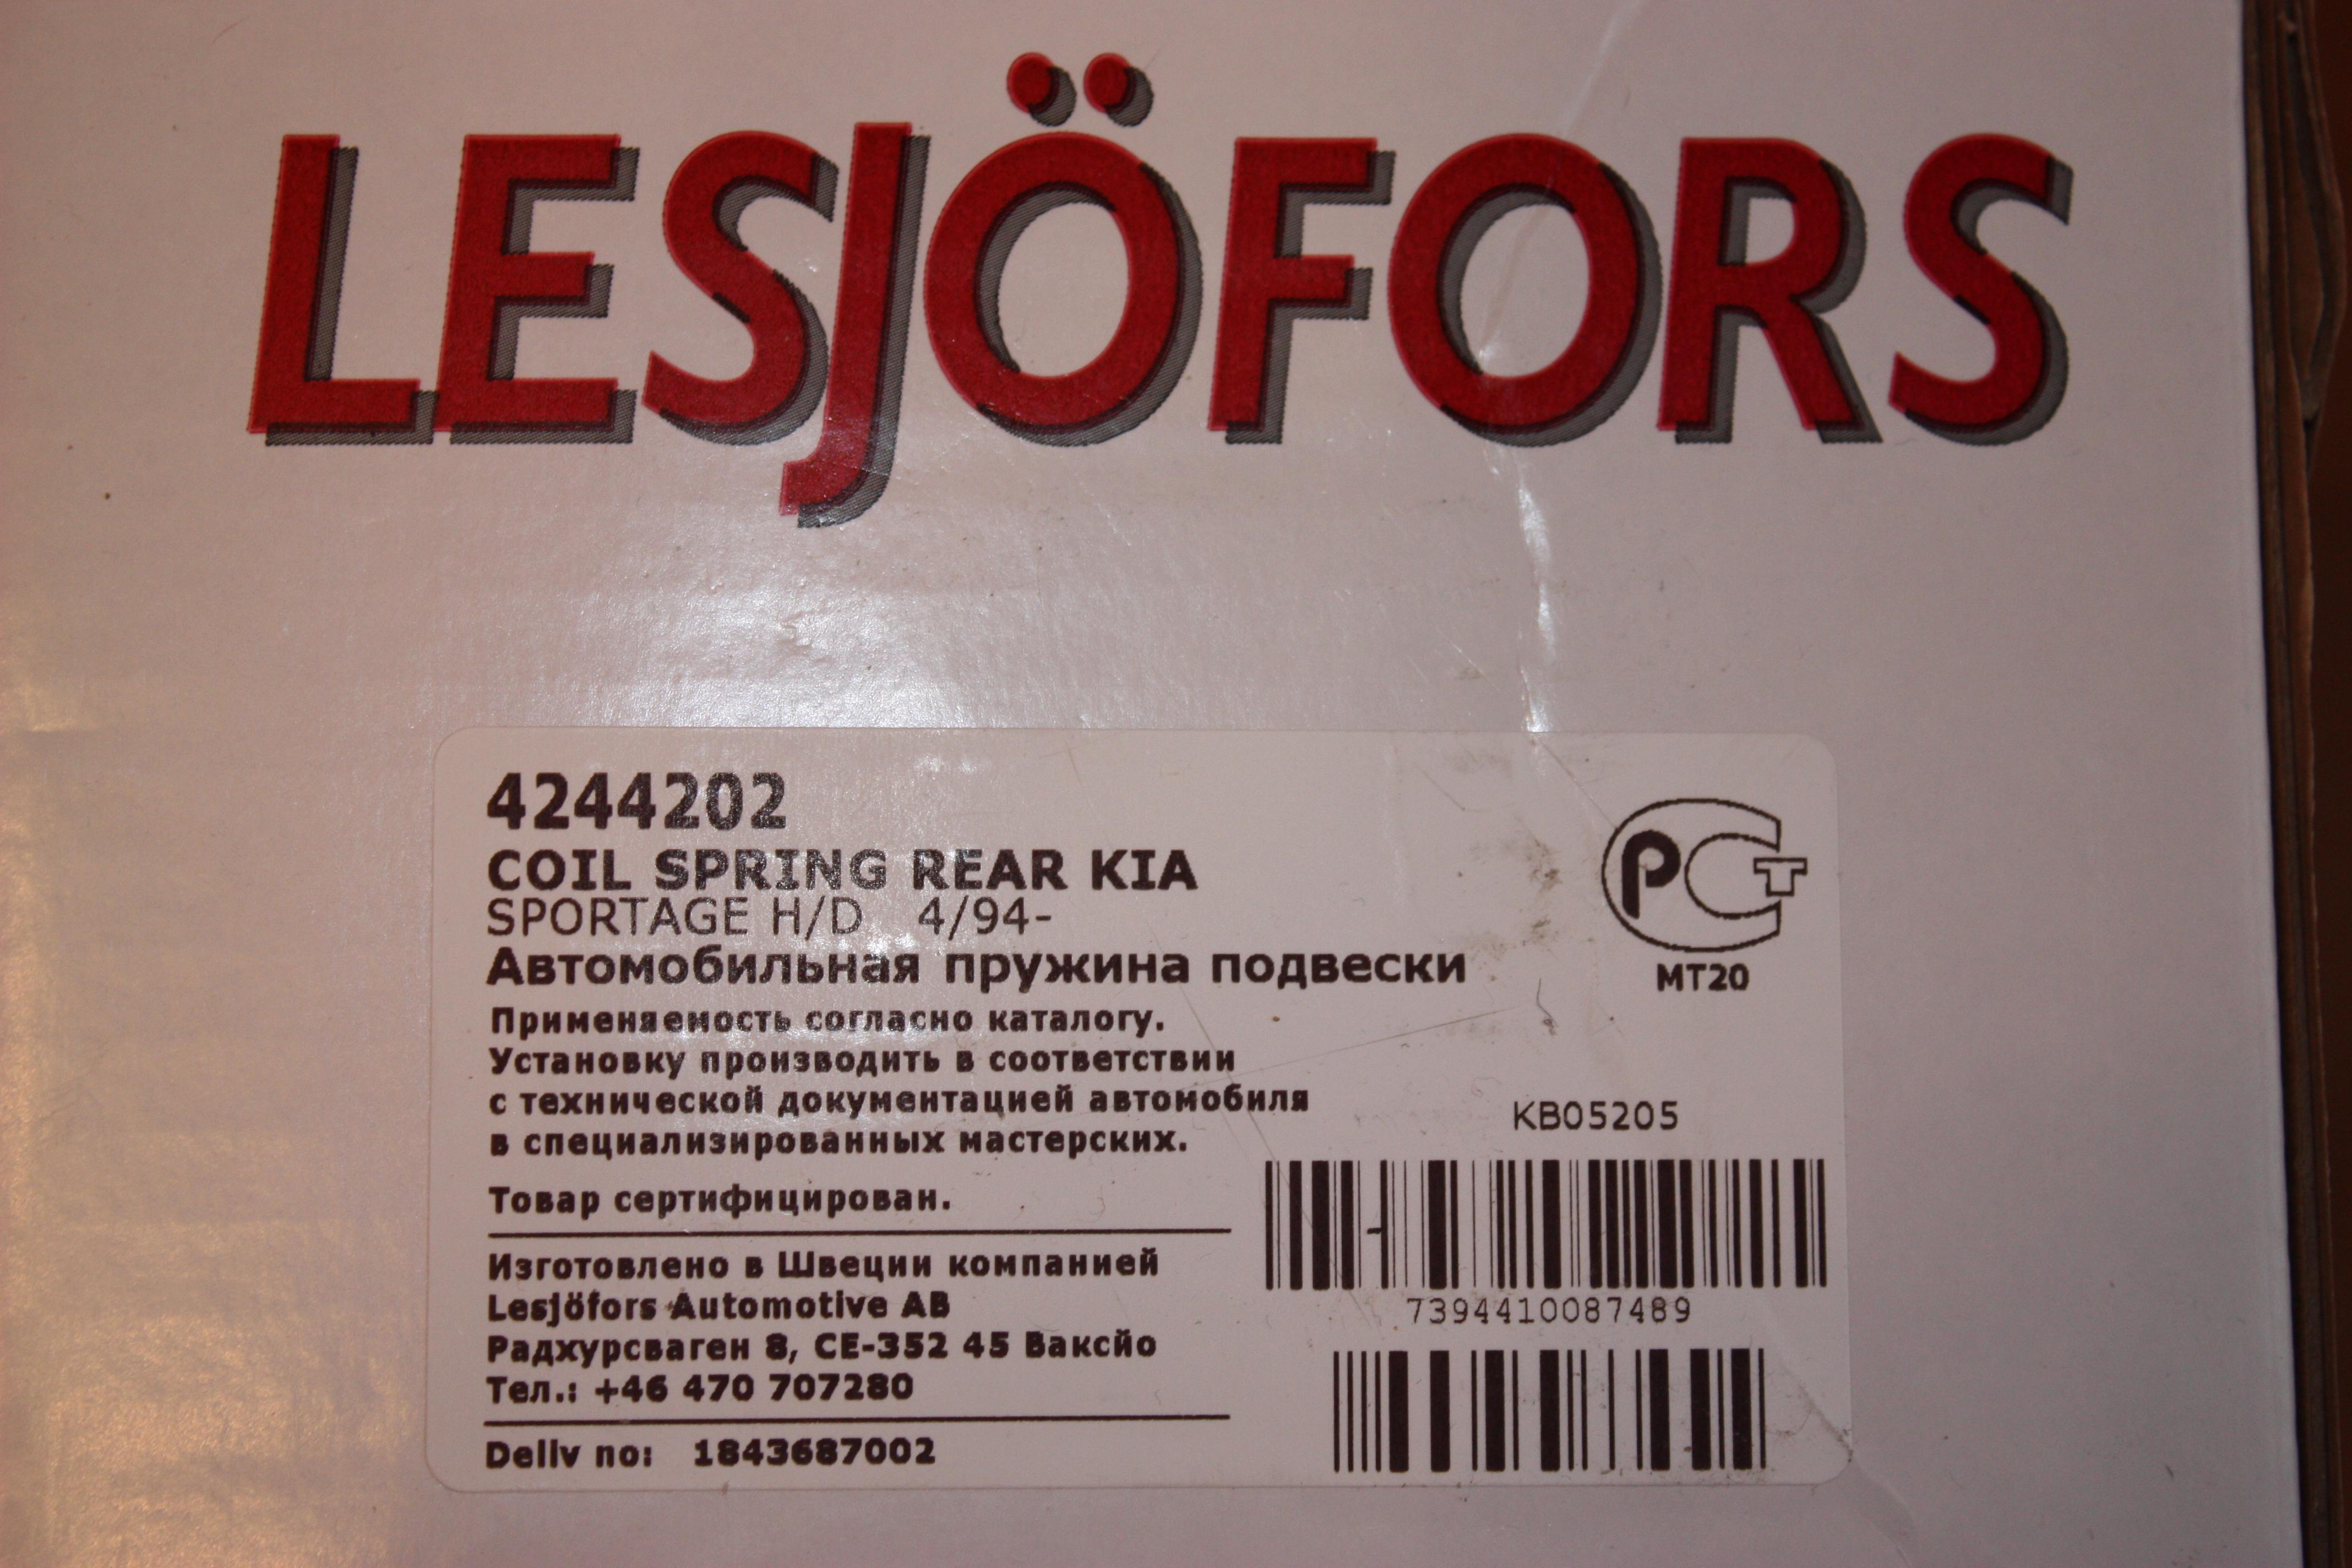 LESJÖFORS
4244202
COIL SPRING REAR KIA
SPORTAGE H/D 4/94-
Автомобильная пружина подвески
Применяемость согласно каталогу.
Установку производить в соответствии
с технической документацией автомобиля
в специализированных мастерских.
Товар сертифицирован.
Изготовлено в Швеции компанией
Lesjöfors Automotive AB
Радхурсваген 8, СЕ-352 45 Ваксйо
Тел.: +46 470 707280
Deliv no: 1843687002
РСТ
МТ20
KB05205
7394410087489